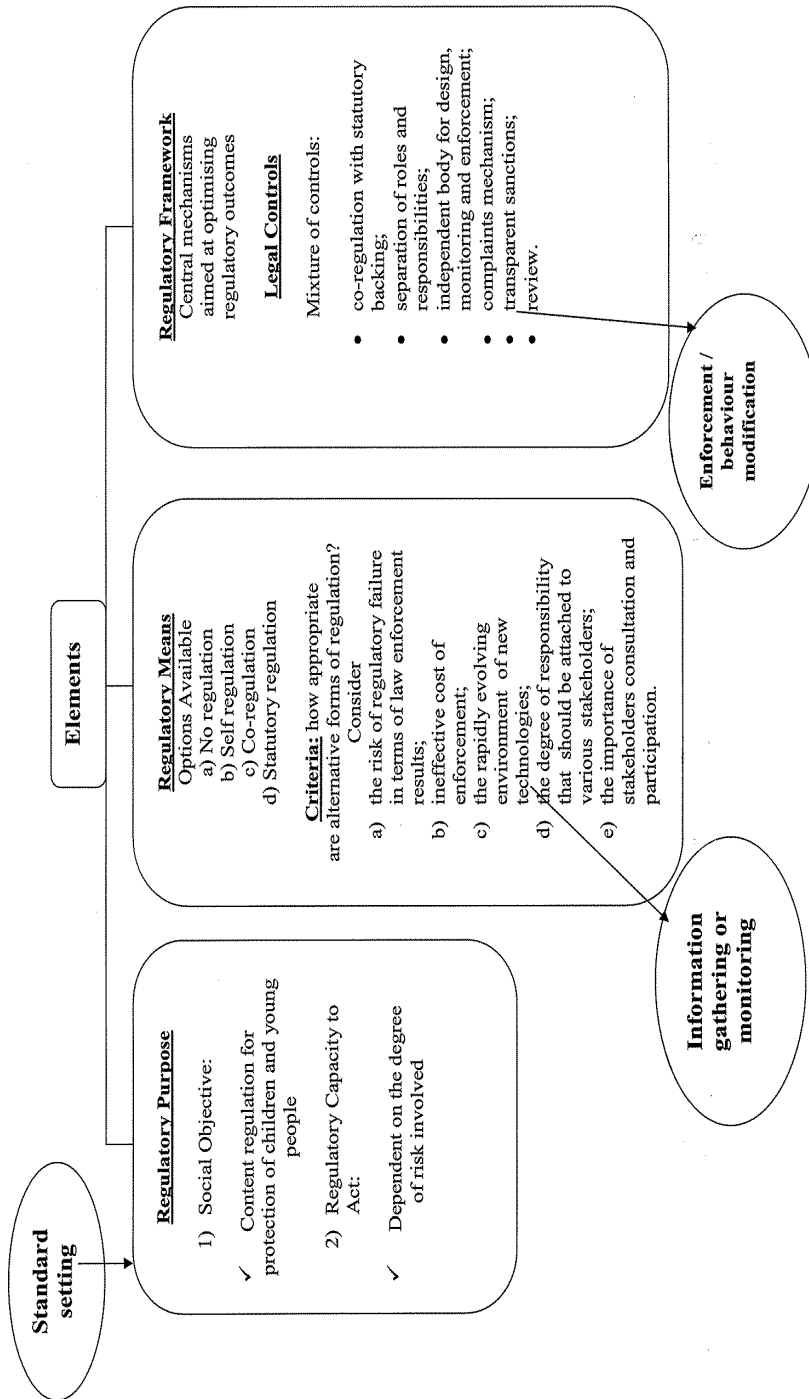 Elements
Standard
setting
Regulatory Purpose
1) Social Objective:
✓ Content regulation for
protection of children and young
people
2) Regulatory Capacity to
Act:
✓ Dependent on the degree
of risk involved
Regulatory Means
Options Available
a) No regulation
b) Self regulation
c) Co-regulation
d) Statutory regulation
Criteria: how appropriate
are alternative forms of regulation?
Consider
a) the risk of regulatory failure
in terms of law enforcement
results;
b) ineffective cost of
enforcement;
c) the rapidly evolving
environment of new
technologies;
d) the degree of responsibility
that should be attached to
various stakeholders;
e) the importance of
stakeholders consultation and
participation.
Information
gathering or
monitoring
Regulatory Framework
Central mechanisms
aimed at optimising
regulatory outcomes
Legal Controls
Mixture of controls:
• co-regulation with statutory
backing;
• separation of roles and
responsibilities;
• independent body for design,
monitoring and enforcement;
• complaints mechanism;
• transparent sanctions;
• review.
Enforcement /
behaviour
modification